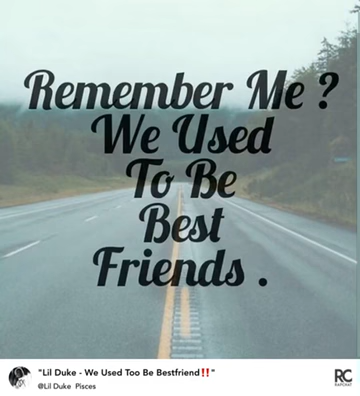 Remember Me ?
We Used
To Be
Best
Friends .
"Lil Duke - We Used Too Be Bestfriend‼️"
@Lil Duke Pisces
RC
RAPCHAT